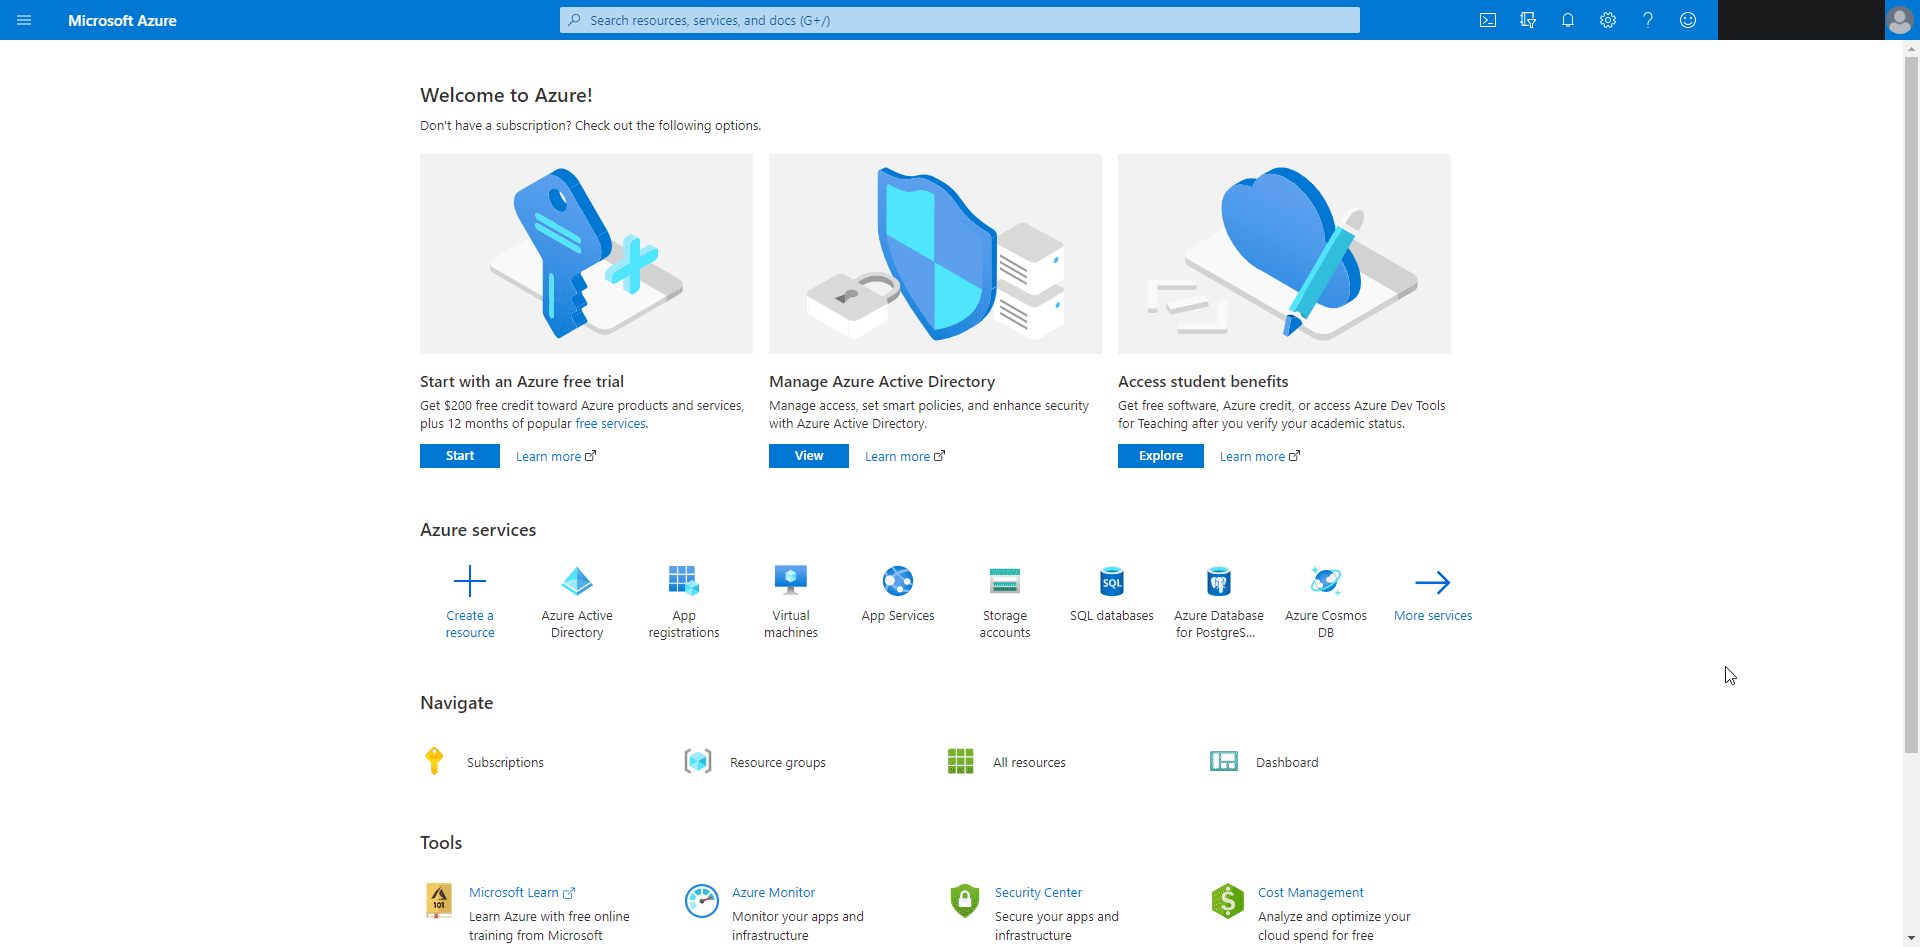 Microsoft Azure
Search resources, services, and docs (G+/)
Welcome to Azure!
Don't have a subscription? Check out the following options.
Start with an Azure free trial
Get $200 free credit toward Azure products and services,
plus 12 months of popular free services.
Start
Learn more
Manage Azure Active Directory
Manage access, set smart policies, and enhance security
with Azure Active Directory.
View
Learn more
Access student benefits
Get free software, Azure credit, or access Azure Dev Tools
for Teaching after you verify your academic status.
Explore
Learn more
Azure services
Create a
resource
Azure Active
Directory
App
registrations
Virtual
machines
App Services
Storage
accounts
SQL
SQL databases
Azure Database
for PostgreS...
Azure Cosmos
DB
More services
Navigate
Subscriptions
Resource groups
All resources
Dashboard
Tools
101
Microsoft Learn
Learn Azure with free online
training from Microsoft
Azure Monitor
Monitor your apps and
infrastructure
Security Center
Secure your apps and
infrastructure
$
Cost Management
Analyze and optimize your
cloud spend for free